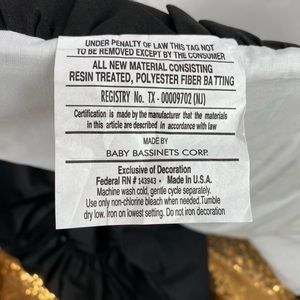 UNDER PENALTY OF LAW THIS TAG NOT
TO BE REMOVED EXCEPT BY THE CONSUMER
ALL NEW MATERIAL CONSISTING
RESIN TREATED, POLYESTER FIBER BATTING
REGISTRY No. TX - 00009702 (NJ)
Certification is made by the manufacturer that the materials
in this article are described in accordance with law
MADE BY
BABY BASSINETS CORP.
Exclusive of Decoration
Federal RN # 143943 • Made In U.S.A.
Machine wash cold, gentle cycle separately.
Use only non-chlorine bleach when needed.Tumble
dry low. Iron on lowest setting. Do not iron decoration